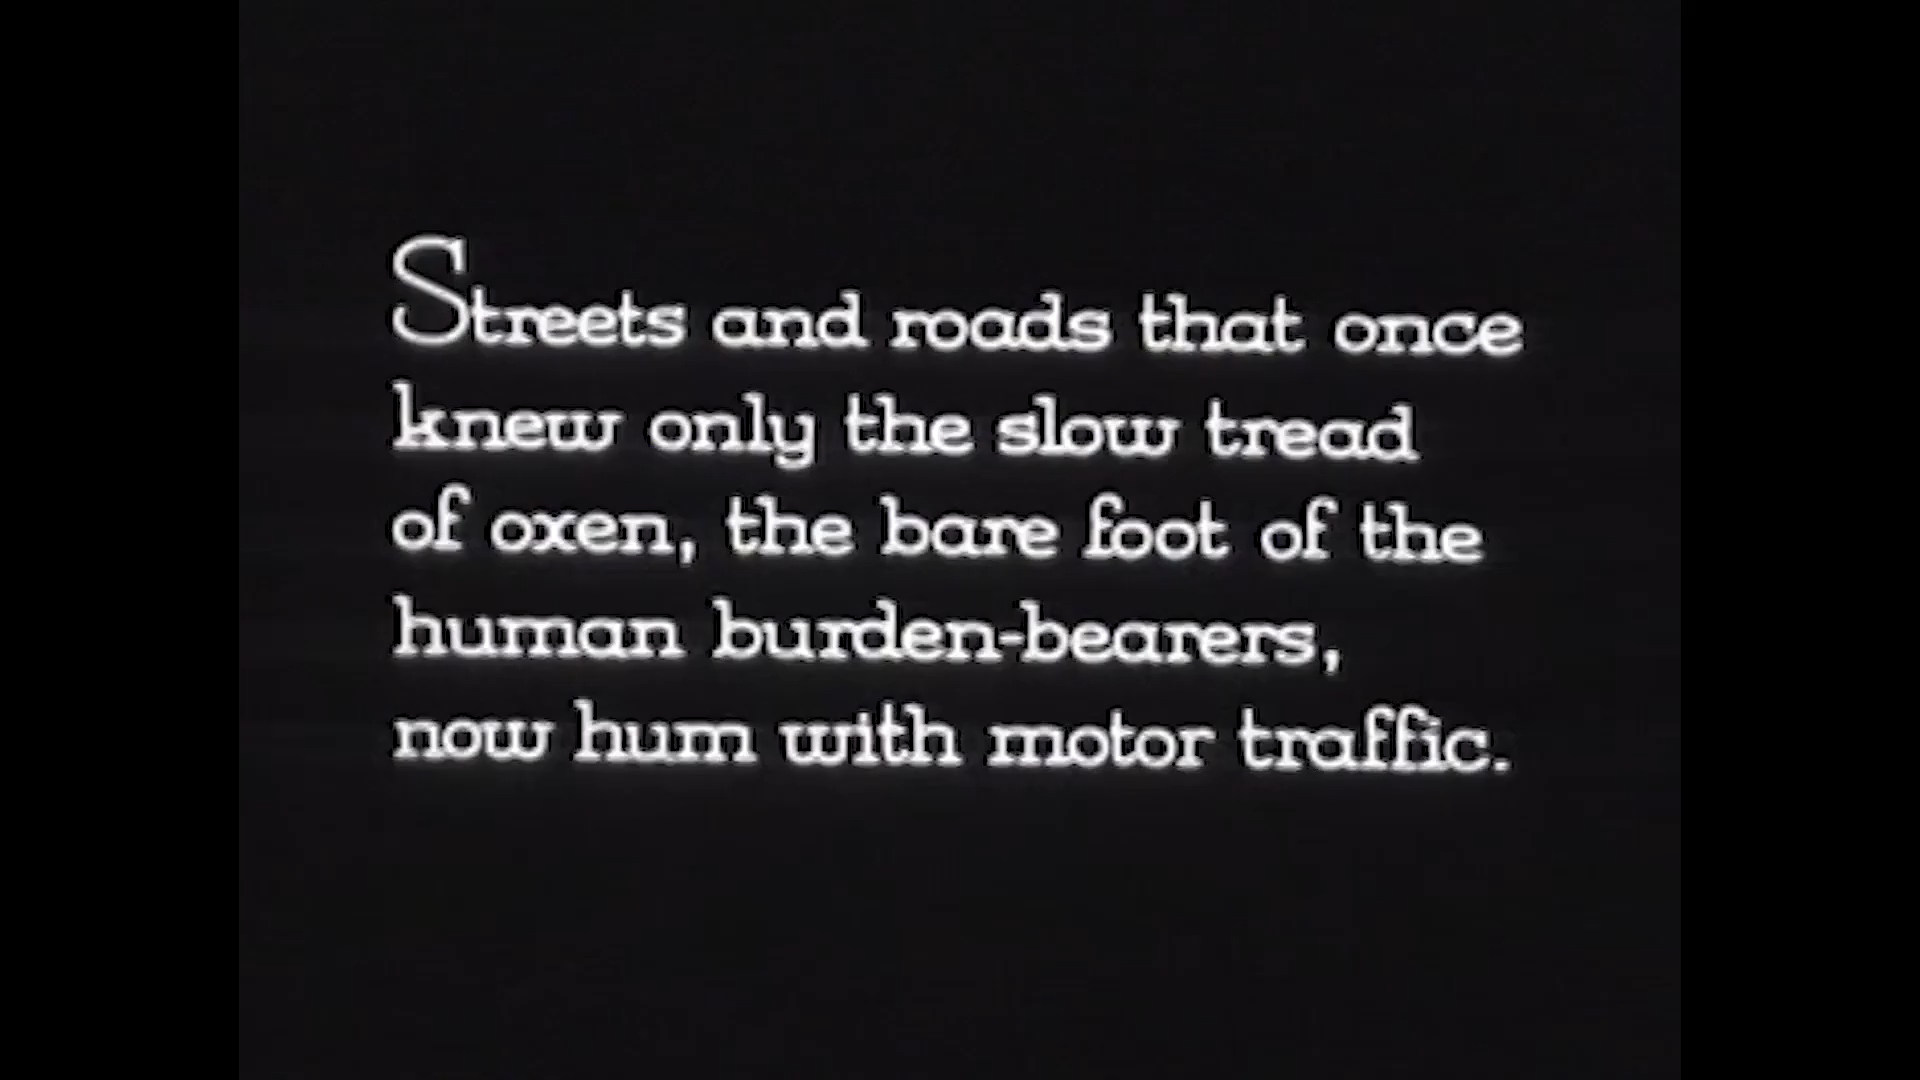 Streets and roads that once
knew only the slow tread
of oxen, the bare foot of the
human burden-bearers,
now hum with motor traffic.